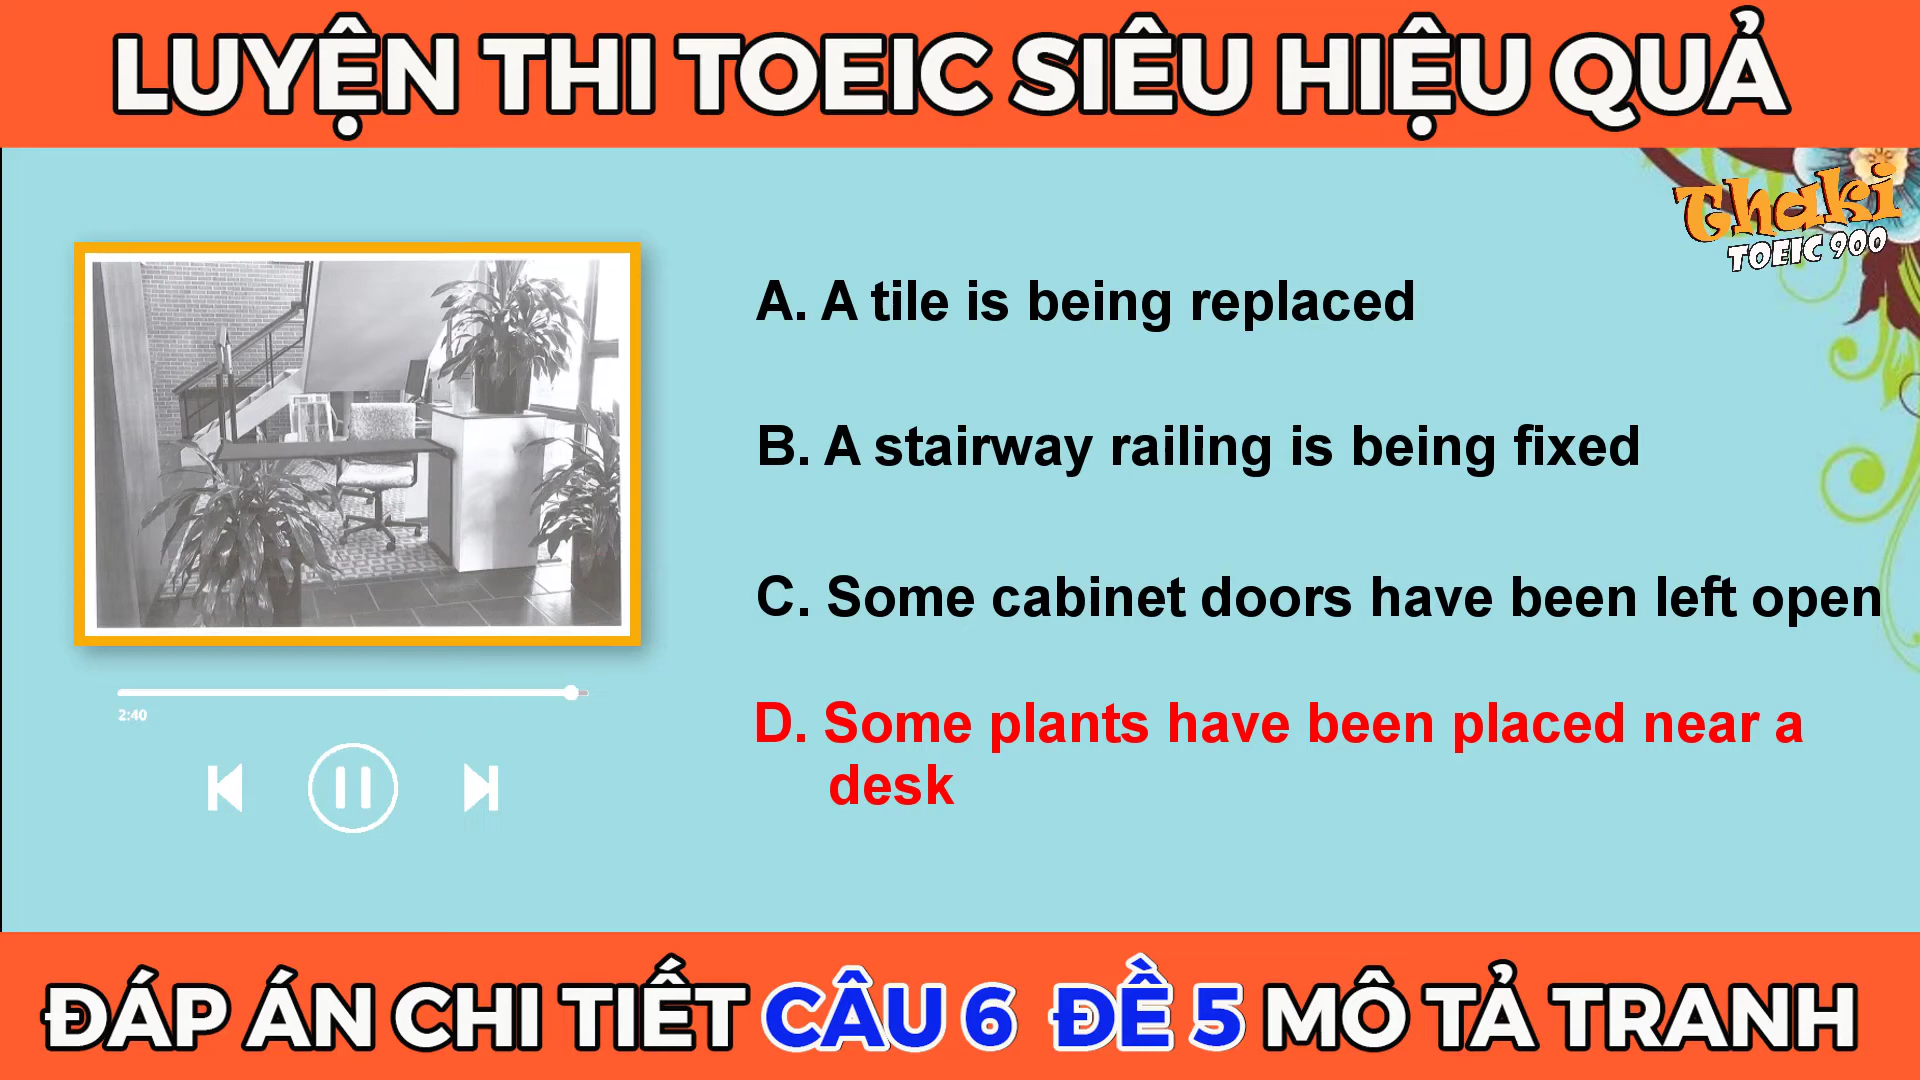 LUYỆN THI TOEIC SIÊU HIỆU QUẢ
Thaki
TOEIC 900
A. A tile is being replaced
B. A stairway railing is being fixed
C. Some cabinet doors have been left open
D. Some plants have been placed near a
desk
2:40
ĐÁP ÁN CHI TIẾT CÂU 6 ĐỀ 5 MÔ TẢ TRANH